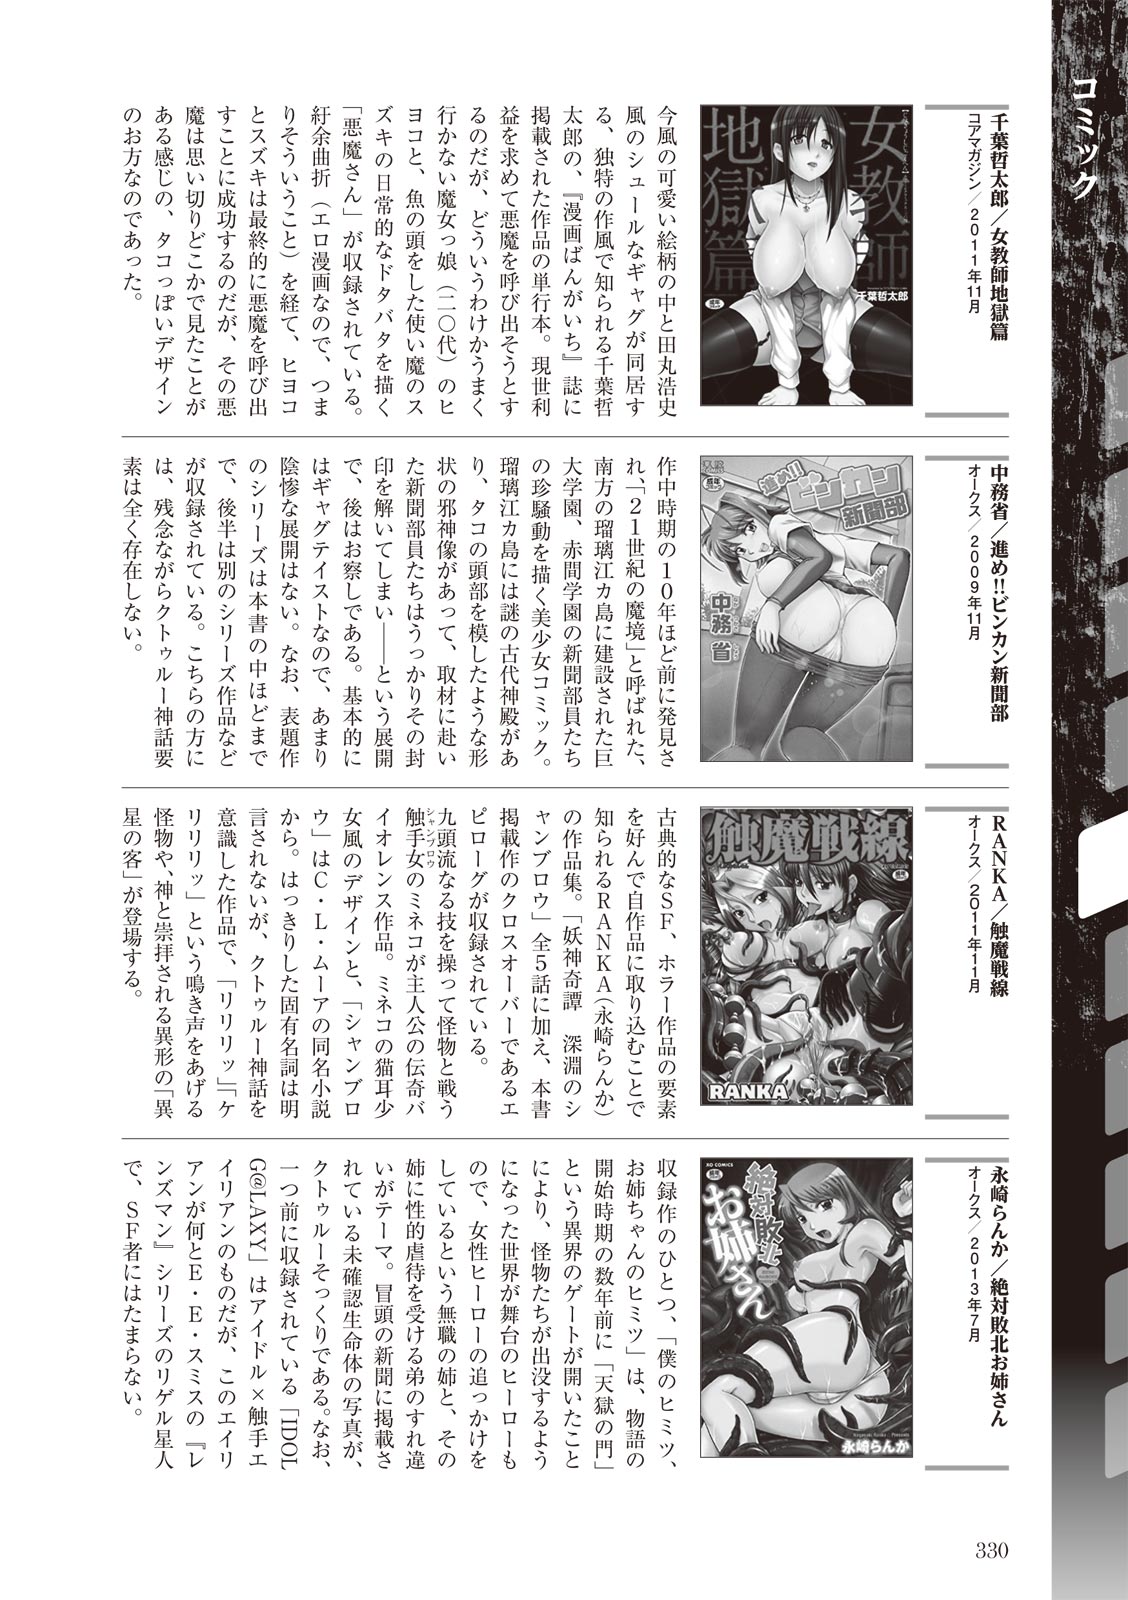 コミック
千葉哲太郎／女教師地獄篇
コアマガジン／2011年11月
女教師
地獄篇
千葉哲太郎
今風の可愛い絵柄の中と田丸浩史
風のシュールなギャグが同居す
る、独特の作風で知られる千葉哲
太郎の、『漫画ばんがいち』誌に
掲載された作品の単行本。現世利
益を求めて悪魔を呼び出そうとす
るのだが、どういうわけかうまく
行かない魔女っ娘（二〇代）のヒ
ヨコと、魚の頭をした使い魔のス
ズキの日常的なドタバタを描く
「悪魔さん」が収録されている。
紆余曲折（エロ漫画なので、つま
りそういうこと）を経て、ヒヨコ
とスズキは最終的に悪魔を呼び出
すことに成功するのだが、その悪
魔は思い切りどこかで見たことが
ある感じの、タコっぽいデザイン
のお方なのであった。
中務省／進め!!ビンカン新聞部
オークス／2009年11月
進め!!
ビンカン
新聞部
中務省
作中時期の１０年ほど前に発見さ
れ、「２１世紀の魔境」と呼ばれた、
南方の瑠璃江カ島に建設された巨
大学園、赤間学園の新聞部員たち
の珍騒動を描く美少女コミック。
瑠璃江カ島には謎の古代神殿があ
り、タコの頭部を模したような形
状の邪神像があって、取材に赴い
た新聞部員たちはうっかりその封
印を解いてしまい――という展開
で、後はお察しである。基本的に
はギャグテイストなので、あまり
陰惨な展開はない。なお、表題作
のシリーズは本書の中ほどまで
で、後半は別のシリーズ作品など
が収録されている。こちらの方に
は、残念ながらクトゥルー神話要
素は全く存在しない。
RANKA／触魔戦線
オークス／2011年11月
触魔戦線
RANKA
古典的なＳＦ、ホラー作品の要素
を好んで自作品に取り込むことで
知られるＲＡＮＫＡ（永崎らんか）
の作品集。「妖神奇譚　深淵のシ
ャンブロウ」全５話に加え、本書
掲載作のクロスオーバーであるエ
ピローグが収録されている。
九頭流なる技を操って怪物と戦う
触手女のミネコが主人公の伝奇バ
シャンブロウ
イオレンス作品。ミネコの猫耳少
女風のデザインと、「シャンブロ
ウ」はＣ・Ｌ・ムーアの同名小説
から。はっきりした固有名詞は明
言されないが、クトゥルー神話を
意識した作品で、「リリリッ」「ケ
リリリッ」という鳴き声をあげる
怪物や、神と崇拝される異形の「異
星の客」が登場する。
永崎らんか／絶対敗北お姉さん
オークス／2013年7月
XO COMICS
絶対敗北
お姉さん
永崎らんか
収録作のひとつ、「僕のヒミツ、
お姉ちゃんのヒミツ」は、物語の
開始時期の数年前に「天獄の門」
という異界のゲートが開いたこと
により、怪物たちが出没するよう
になった世界が舞台のヒーローも
ので、女性ヒーローの追っかけを
しているという無職の姉と、その
姉に性的虐待を受ける弟のすれ違
いがテーマ。冒頭の新聞に掲載さ
れている未確認生命体の写真が、
クトゥルーそっくりである。なお、
一つ前に収録されている「IDOL
G@LAXY」はアイドル×触手エ
イリアンのものだが、このエイリ
アンが何とＥ・Ｅ・スミスの『レ
ンズマン』シリーズのリゲル星人
で、ＳＦ者にはたまらない。
330